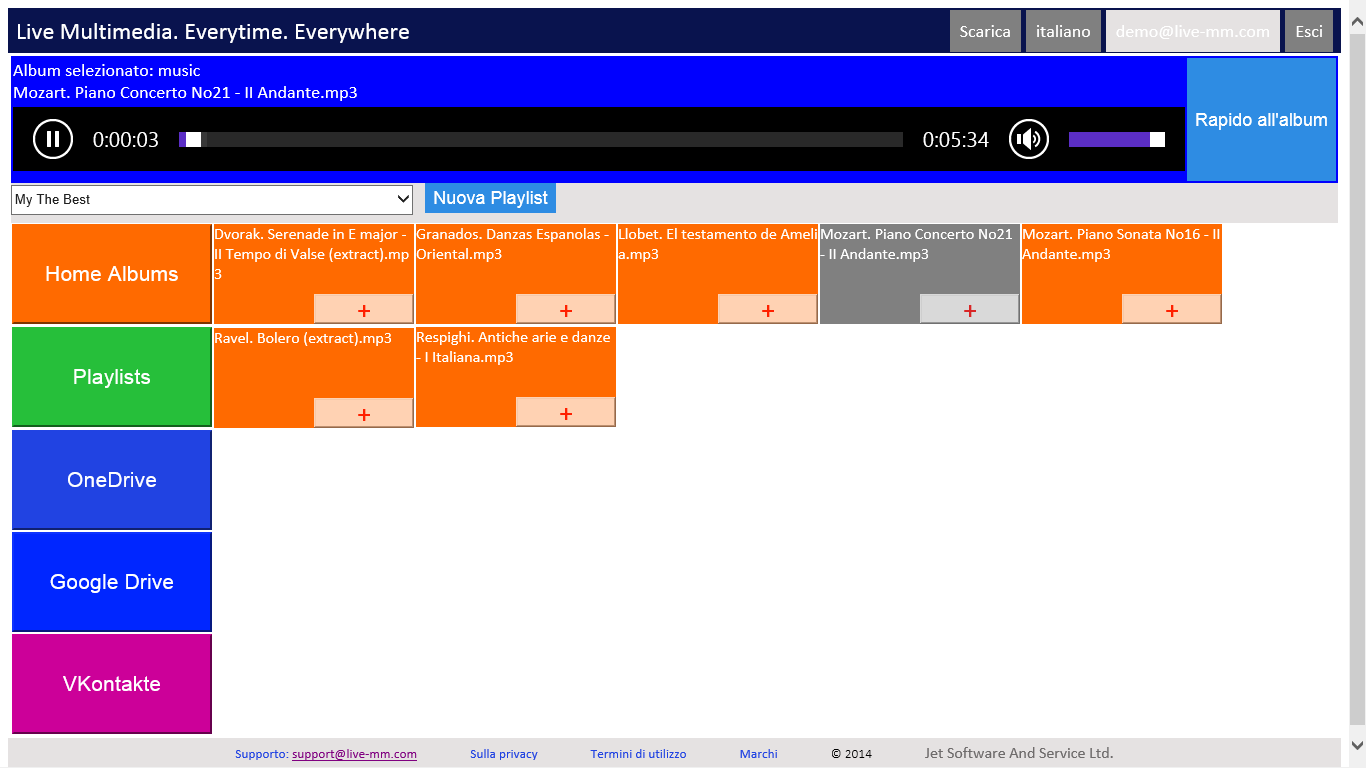 Live Multimedia. Everytime. Everywhere
Scarica
italiano
demo@live-mm.com
Esci
Album selezionato: music
Mozart. Piano Concerto No21 - II Andante.mp3
0:00:03
0:05:34
Rapido all'album
My The Best
Nuova Playlist
Home Albums
Dvorak. Serenade in E major -
II Tempo di Valse (extract).mp
3
+
Granados. Danzas Espanolas -
Oriental.mp3
+
Llobet. El testamento de Ameli
a.mp3
+
Mozart. Piano Concerto No21
- II Andante.mp3
+
Mozart. Piano Sonata No16 - II
Andante.mp3
+
Playlists
Ravel. Bolero (extract).mp3
+
Respighi. Antiche arie e danze
- I Italiana.mp3
+
OneDrive
Google Drive
VKontakte
Supporto: support@live-mm.com
Sulla privacy
Termini di utilizzo
Marchi
© 2014
Jet Software And Service Ltd.